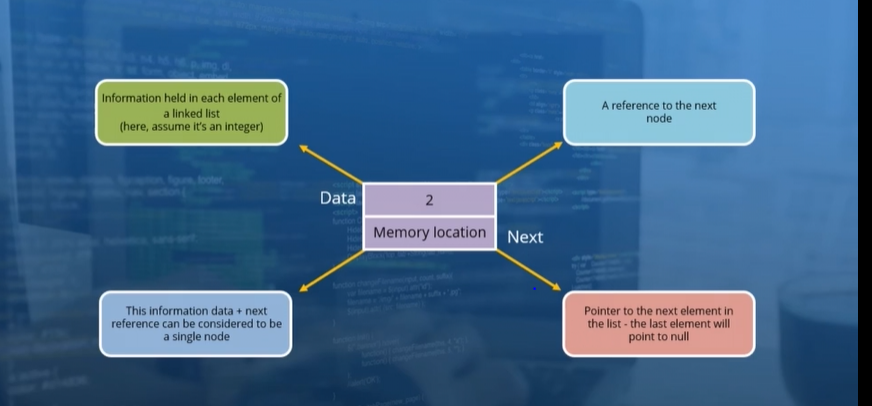 Information held in each element of
a linked list
(here, assume it's an integer)
A reference to the next
node
Data
2
Memory location
Next
This information data + next
reference can be considered to be
a single node
Pointer to the next element in
the list - the last element will
point to null